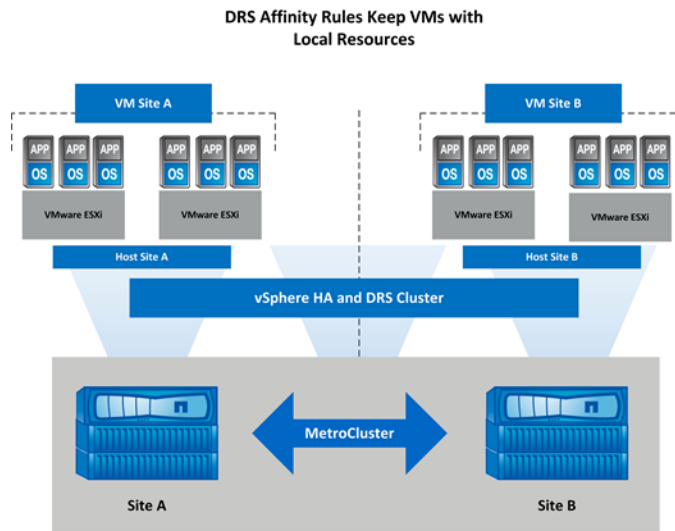 DRS Affinity Rules Keep VMs with
Local Resources
VM Site A
VM Site B
APP APP APP APP APP APP
OS OS OS OS OS OS
APP APP APP APP APP APP
OS OS OS OS OS OS
VMware ESXi
VMware ESXi
VMware ESXi
VMware ESXi
Host Site A
Host Site B
vSphere HA and DRS Cluster
MetroCluster
Site A
Site B